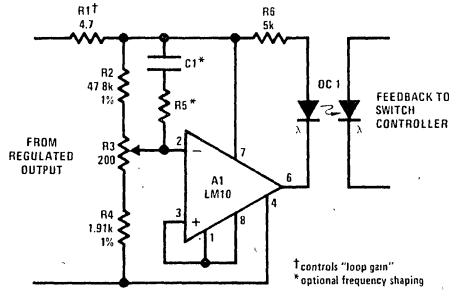 R1†
4.7
R6
5k
R2
47.8k
1%
C1*
R5*
OC 1
λ
λ
FEEDBACK TO
SWITCH
CONTROLLER
FROM
REGULATED
OUTPUT
R3
200
2
−
7
A1
LM10
6
4
3
+
1
8
R4
1.91k
1%
†controls "loop gain"
*optional frequency shaping